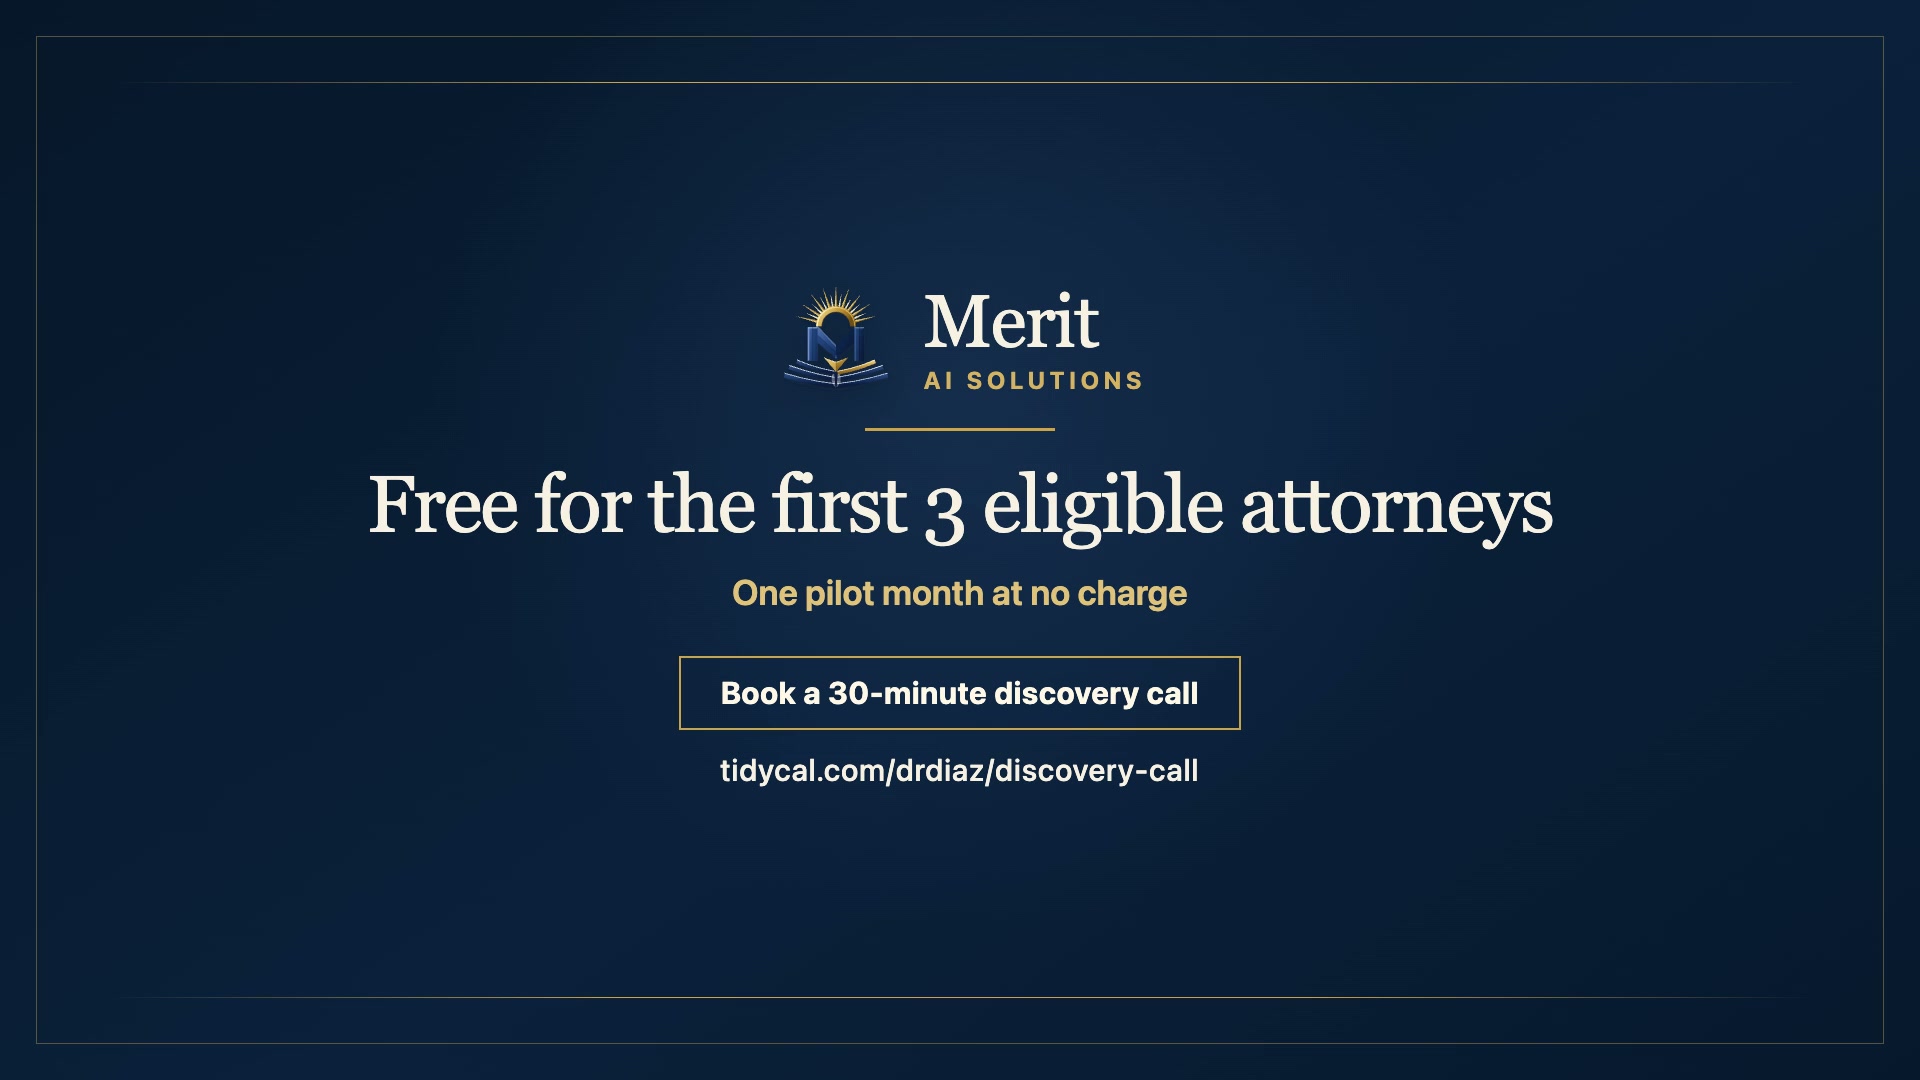 Merit
AI SOLUTIONS
Free for the first 3 eligible attorneys
One pilot month at no charge
Book a 30-minute discovery call
tidycal.com/drdiaz/discovery-call